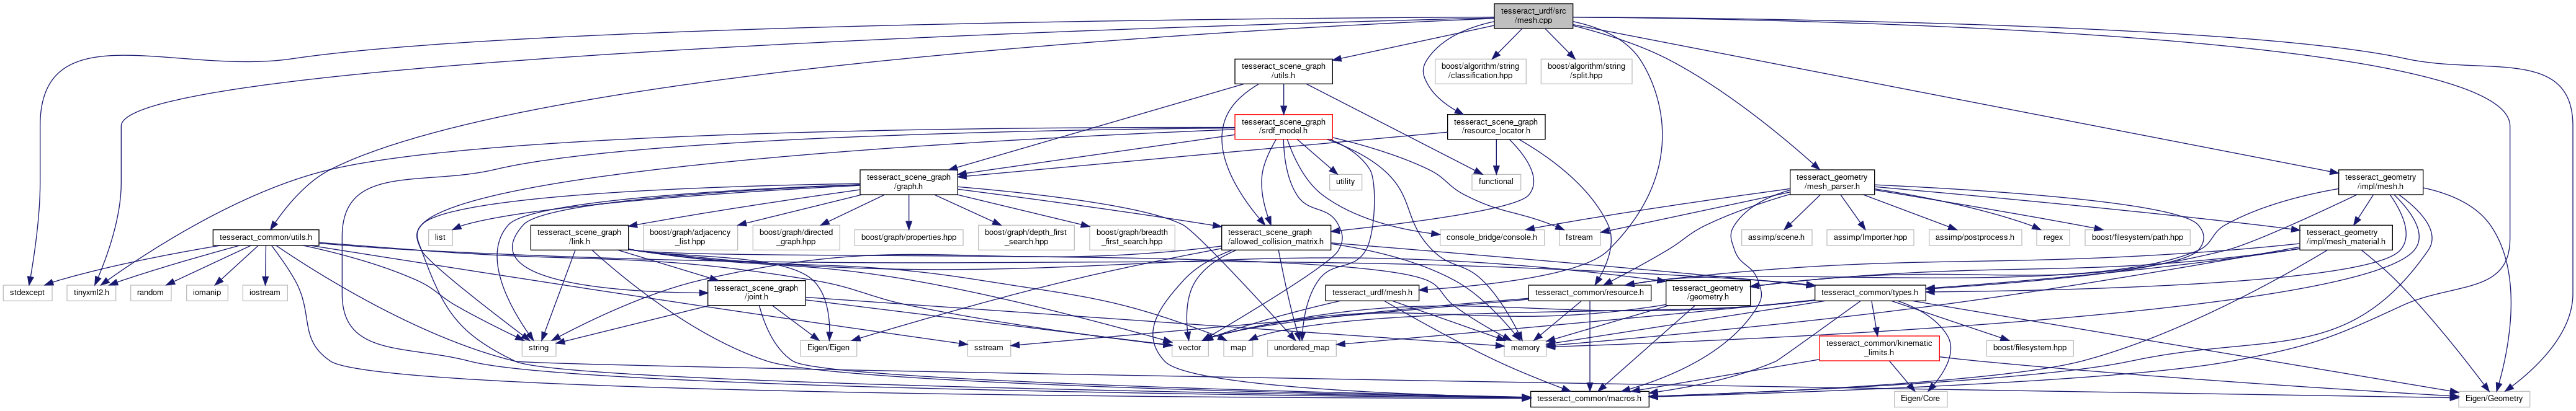 tesseract_urdf/src
/mesh.cpp
tesseract_scene_graph
/utils.h
boost/algorithm/string
/classification.hpp
boost/algorithm/string
/split.hpp
tesseract_scene_graph
/srdf_model.h
tesseract_scene_graph
/resource_locator.h
tesseract_scene_graph
/graph.h
utility
functional
tesseract_geometry
/mesh_parser.h
tesseract_geometry
/impl/mesh.h
tesseract_common/utils.h
list
tesseract_scene_graph
/link.h
boost/graph/adjacency
_list.hpp
boost/graph/directed
_graph.hpp
boost/graph/properties.hpp
boost/graph/depth_first
_search.hpp
boost/graph/breadth
_first_search.hpp
tesseract_scene_graph
/allowed_collision_matrix.h
console_bridge/console.h
fstream
assimp/scene.h
assimp/Importer.hpp
assimp/postprocess.h
regex
boost/filesystem/path.hpp
tesseract_geometry
/impl/mesh_material.h
stdexcept
tinyxml2.h
random
iomanip
iostream
tesseract_scene_graph
/joint.h
tesseract_urdf/mesh.h
tesseract_common/resource.h
tesseract_geometry
/geometry.h
tesseract_common/types.h
string
Eigen/Eigen
sstream
vector
map
unordered_map
memory
tesseract_common/kinematic
_limits.h
boost/filesystem.hpp
tesseract_common/macros.h
Eigen/Core
Eigen/Geometry